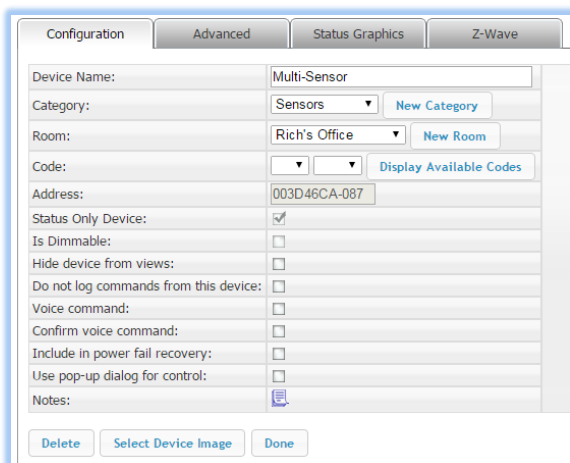 Configuration Advanced Status Graphics Z-Wave
Device Name: Multi-Sensor
Category: Sensors New Category
Room: Rich's Office New Room
Code: Display Available Codes
Address: 003D46CA-087
Status Only Device:
Is Dimmable:
Hide device from views:
Do not log commands from this device:
Voice command:
Confirm voice command:
Include in power fail recovery:
Use pop-up dialog for control:
Notes:
Delete Select Device Image Done